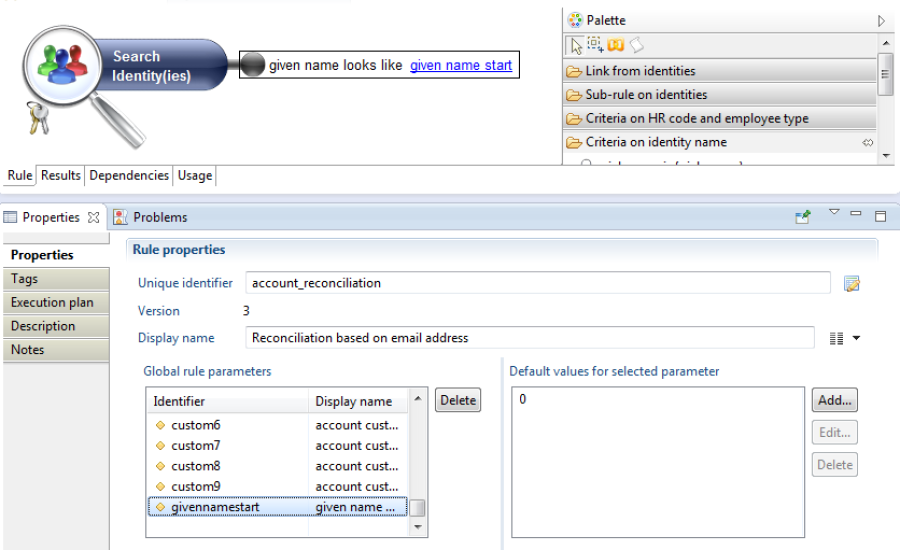 Search
Identity(ies)
given name looks like given name start
Palette
Link from identities
Sub-rule on identities
Criteria on HR code and employee type
Criteria on identity name
Rule Results Dependencies Usage
Properties Problems
Properties
Tags
Execution plan
Description
Notes
Rule properties
Unique identifier account_reconciliation
Version 3
Display name Reconciliation based on email address
Global rule parameters
Identifier Display name
custom6 account cust...
custom7 account cust...
custom8 account cust...
custom9 account cust...
givennamestart given name ...
Delete
Default values for selected parameter
0
Add...
Edit...
Delete